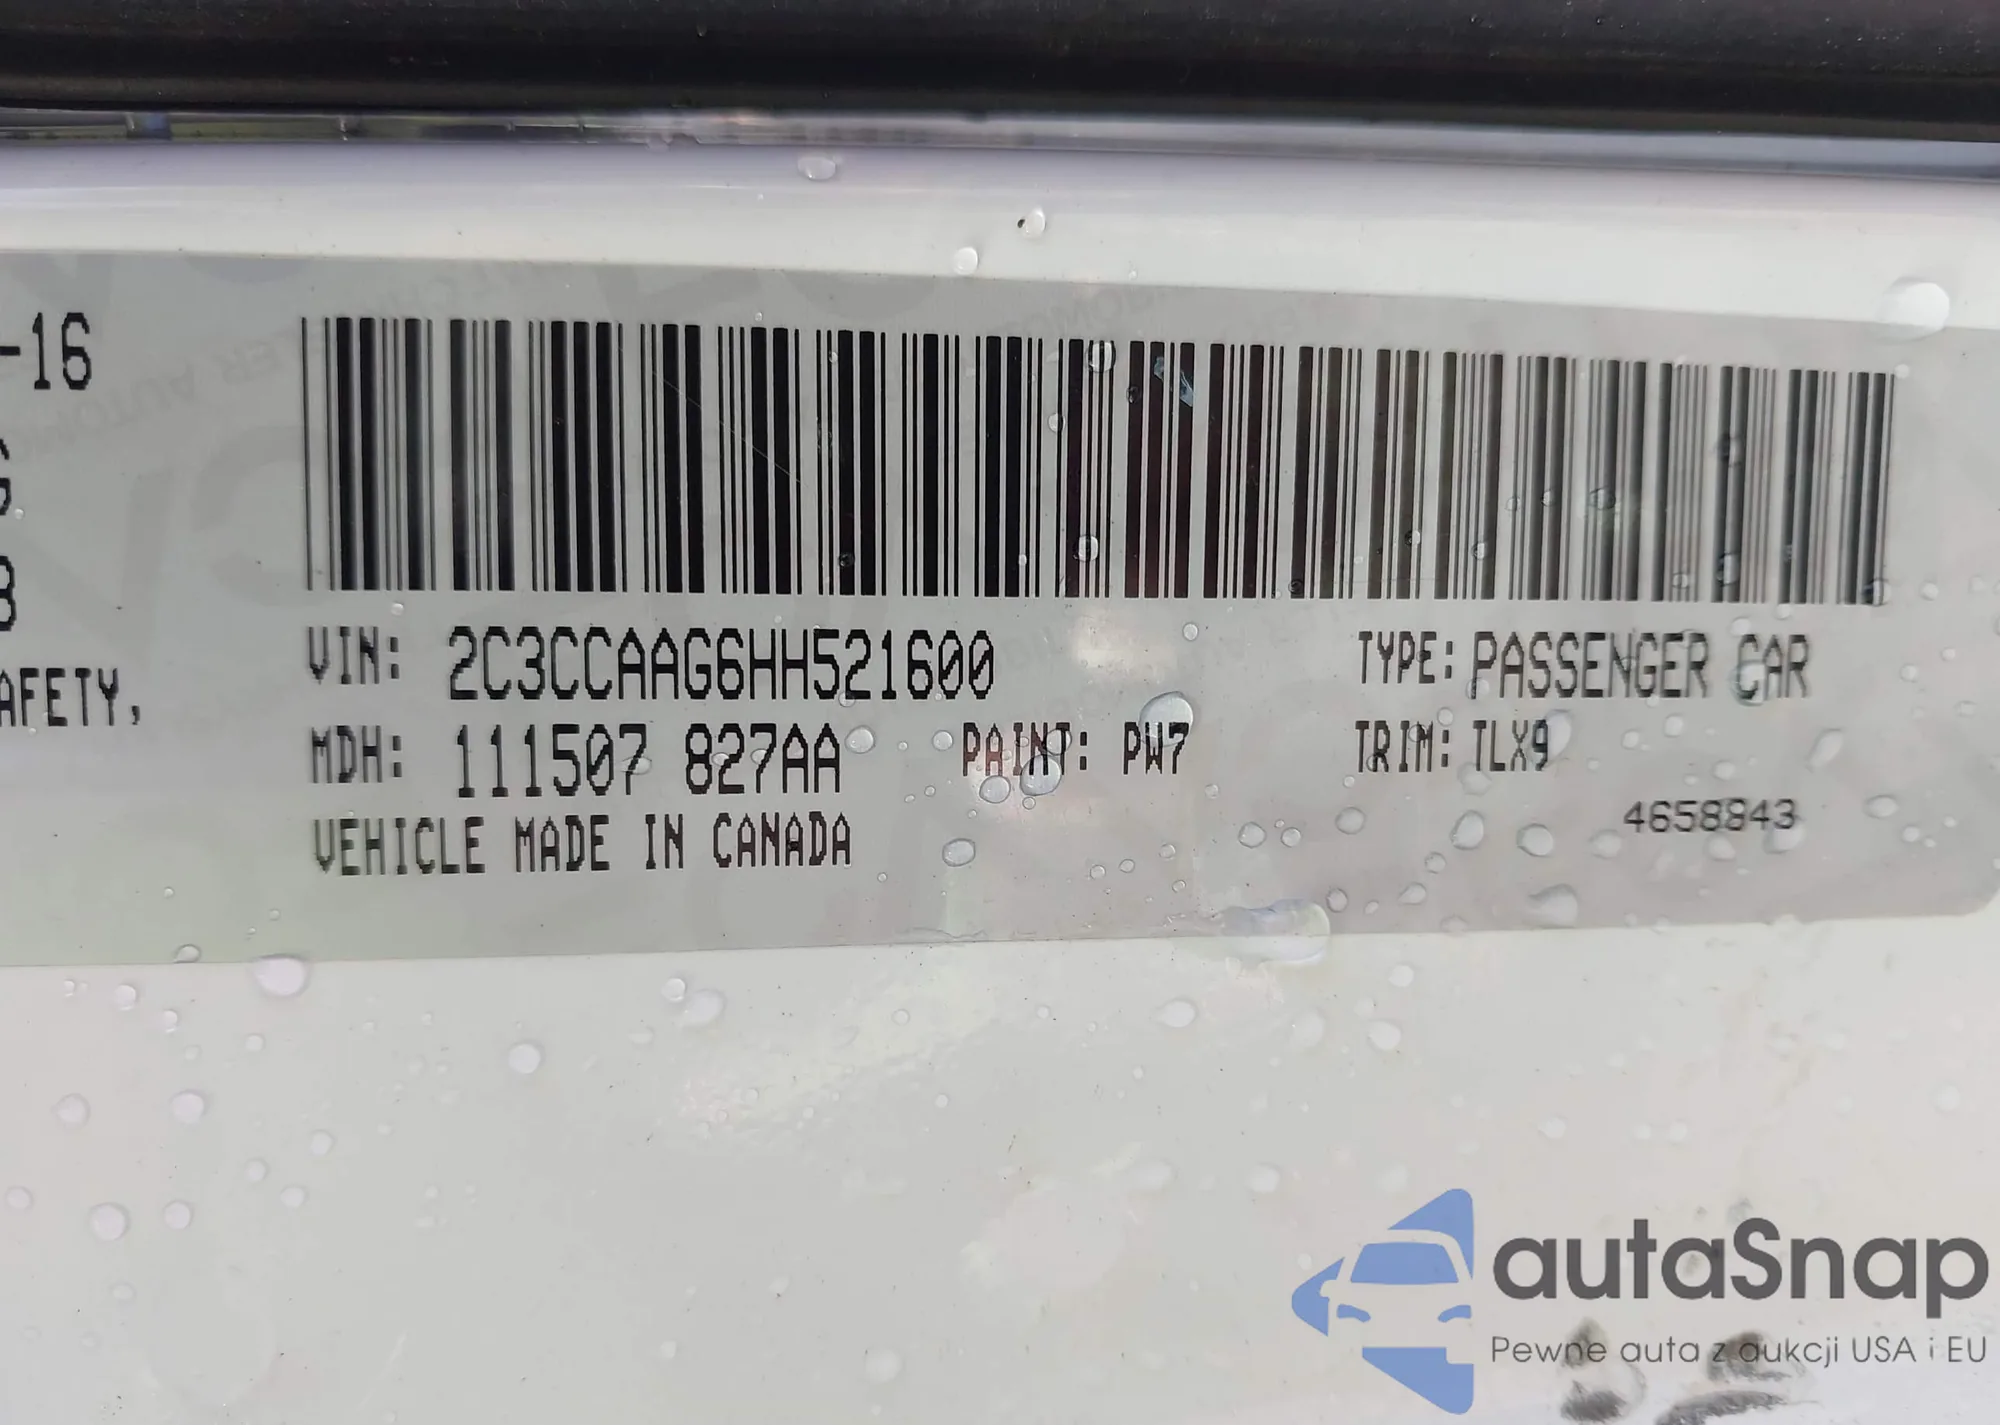 -16
G
8
AFETY,
VIN: 2C3CCAAG6HH521600
TYPE: PASSENGER CAR
MDH: 111507 827AA
PAINT: PW7
TRIM: TLX9
VEHICLE MADE IN CANADA
4658843
autaSnap
Pewne auta z aukcji USA i EU